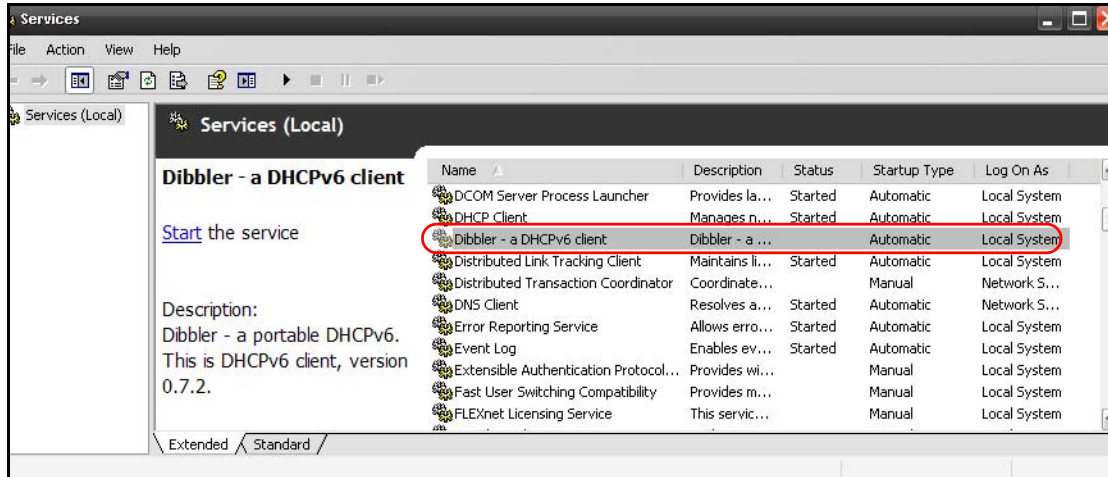 Services
File Action View Help
Services (Local)
Services (Local)
Dibbler - a DHCPv6 client
Start the service
Description:
Dibbler - a portable DHCPv6.
This is DHCPv6 client, version
0.7.2.
Name Description Status Startup Type Log On As
DCOM Server Process Launcher Provides la... Started Automatic Local System
DHCP Client Manages n... Started Automatic Local System
Dibbler - a DHCPv6 client Dibbler - a ... Automatic Local System
Distributed Link Tracking Client Maintains li... Started Automatic Local System
Distributed Transaction Coordinator Coordinate... Manual Network S...
DNS Client Resolves a... Started Automatic Network S...
Error Reporting Service Allows erro... Started Automatic Local System
Event Log Enables ev... Started Automatic Local System
Extensible Authentication Protocol... Provides wi... Manual Local System
Fast User Switching Compatibility Provides m... Manual Local System
FLEXnet Licensing Service This servic... Manual Local System
Extended Standard